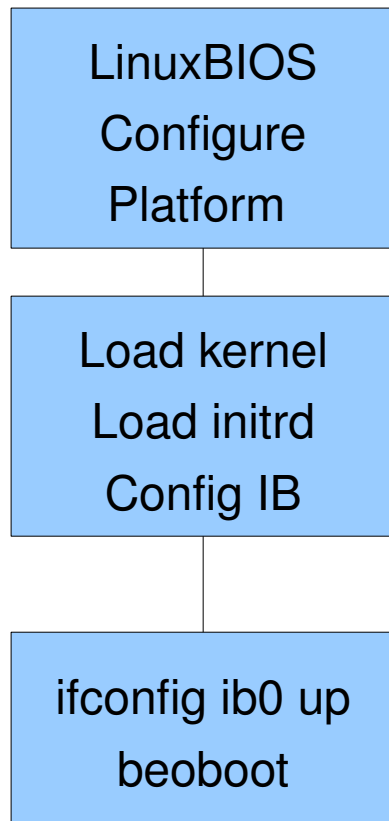 LinuxBIOS
Configure
Platform
Load kernel
Load initrd
Config IB
ifconfig ib0 up
beoboot